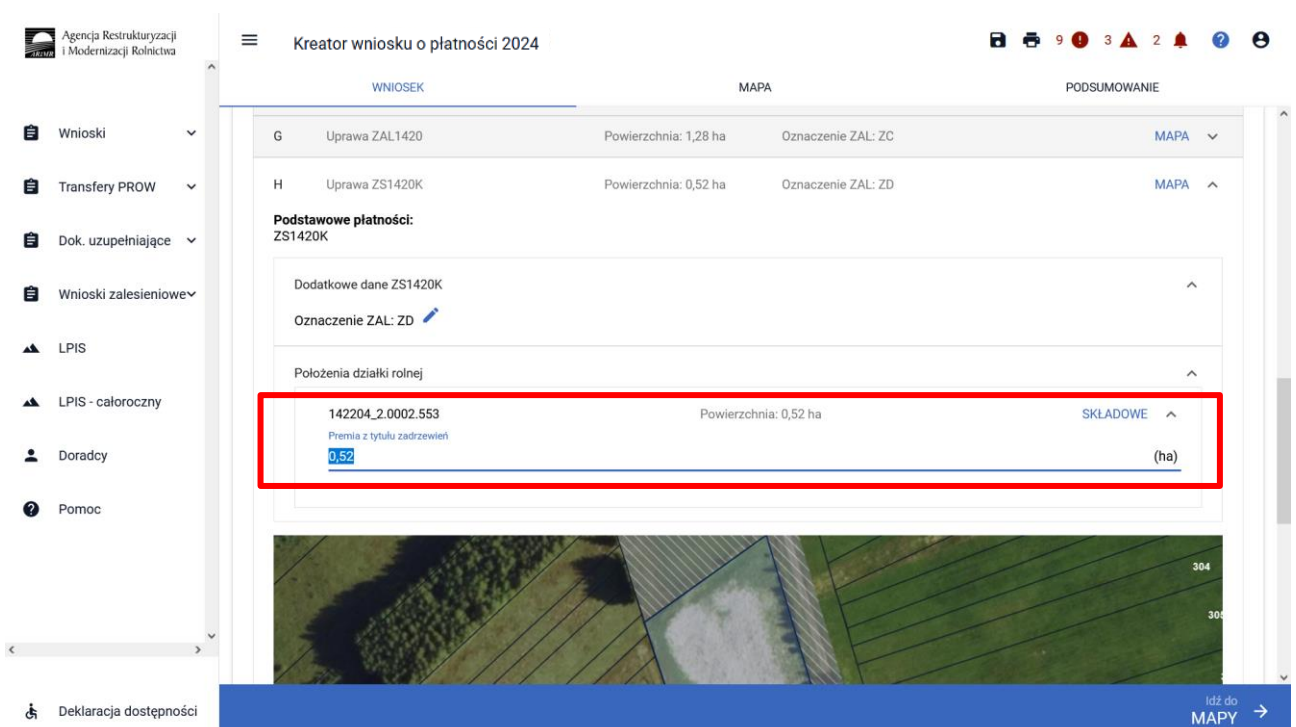 Agencja Restrukturyzacji
i Modernizacji Rolnictwa
ARiMR
Kreator wniosku o płatności 2024
9 3 2
WNIOSEK MAPA PODSUMOWANIE
Wnioski
Transfery PROW
Dok. uzupełniające
Wnioski zalesieniowe
LPIS
LPIS - całoroczny
Doradcy
Pomoc
Deklaracja dostępności
G Uprawa ZAL1420 Powierzchnia: 1,28 ha Oznaczenie ZAL: ZC MAPA
H Uprawa ZS1420K Powierzchnia: 0,52 ha Oznaczenie ZAL: ZD MAPA
Podstawowe płatności:
ZS1420K
Dodatkowe dane ZS1420K
Oznaczenie ZAL: ZD
Położenia działki rolnej
142204_2.0002.553 Powierzchnia: 0,52 ha SKŁADOWE
Premia z tytułu zadrzewień
0,52 (ha)
304
305
Idź do
MAPY